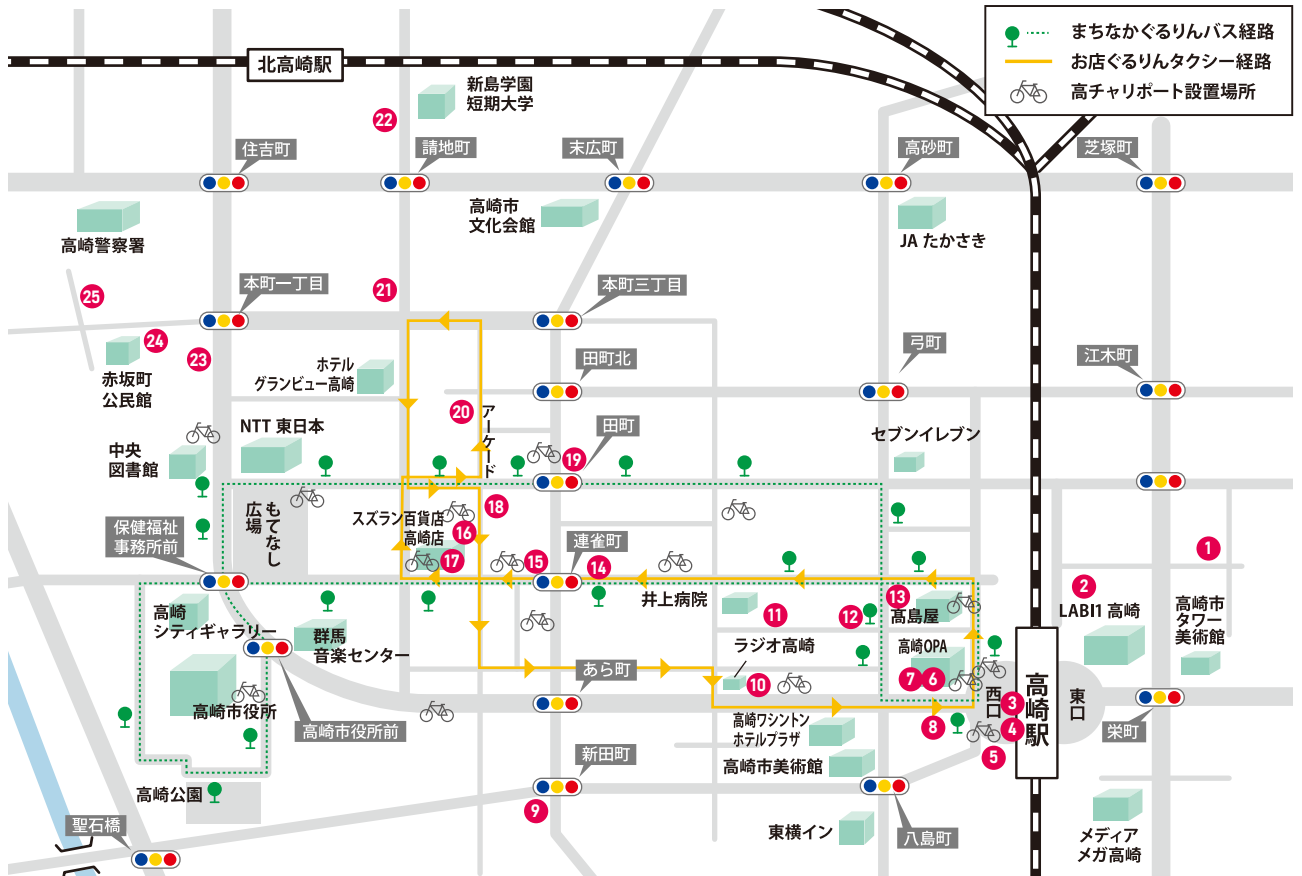 まちなかぐるりんバス経路
お店ぐるりんタクシー経路
高チャリポート設置場所
北高崎駅
新島学園
短期大学
22
住吉町
請地町
末広町
高砂町
芝塚町
高崎警察署
高崎市
文化会館
JA たかさき
25
21
本町一丁目
本町三丁目
24
23
赤坂町
公民館
ホテル
グランビュー高崎
田町北
弓町
江木町
20
アーケード
田町
19
NTT 東日本
中央
図書館
セブンイレブン
もてなし
広場
18
スズラン百貨店
高崎店
16
17
保健福祉
事務所前
15
連雀町
14
井上病院
1
2
LABI1 高崎
高崎市
タワー
美術館
13
髙島屋
12
11
高崎
シティギャラリー
群馬
音楽センター
ラジオ高崎
10
高崎OPA
7
6
西口
3
高崎駅
東口
4
5
8
あら町
高崎市役所
高崎市役所前
高崎ワシントン
ホテルプラザ
栄町
新田町
高崎市美術館
高崎公園
9
聖石橋
東横イン
八島町
メディア
メガ高崎